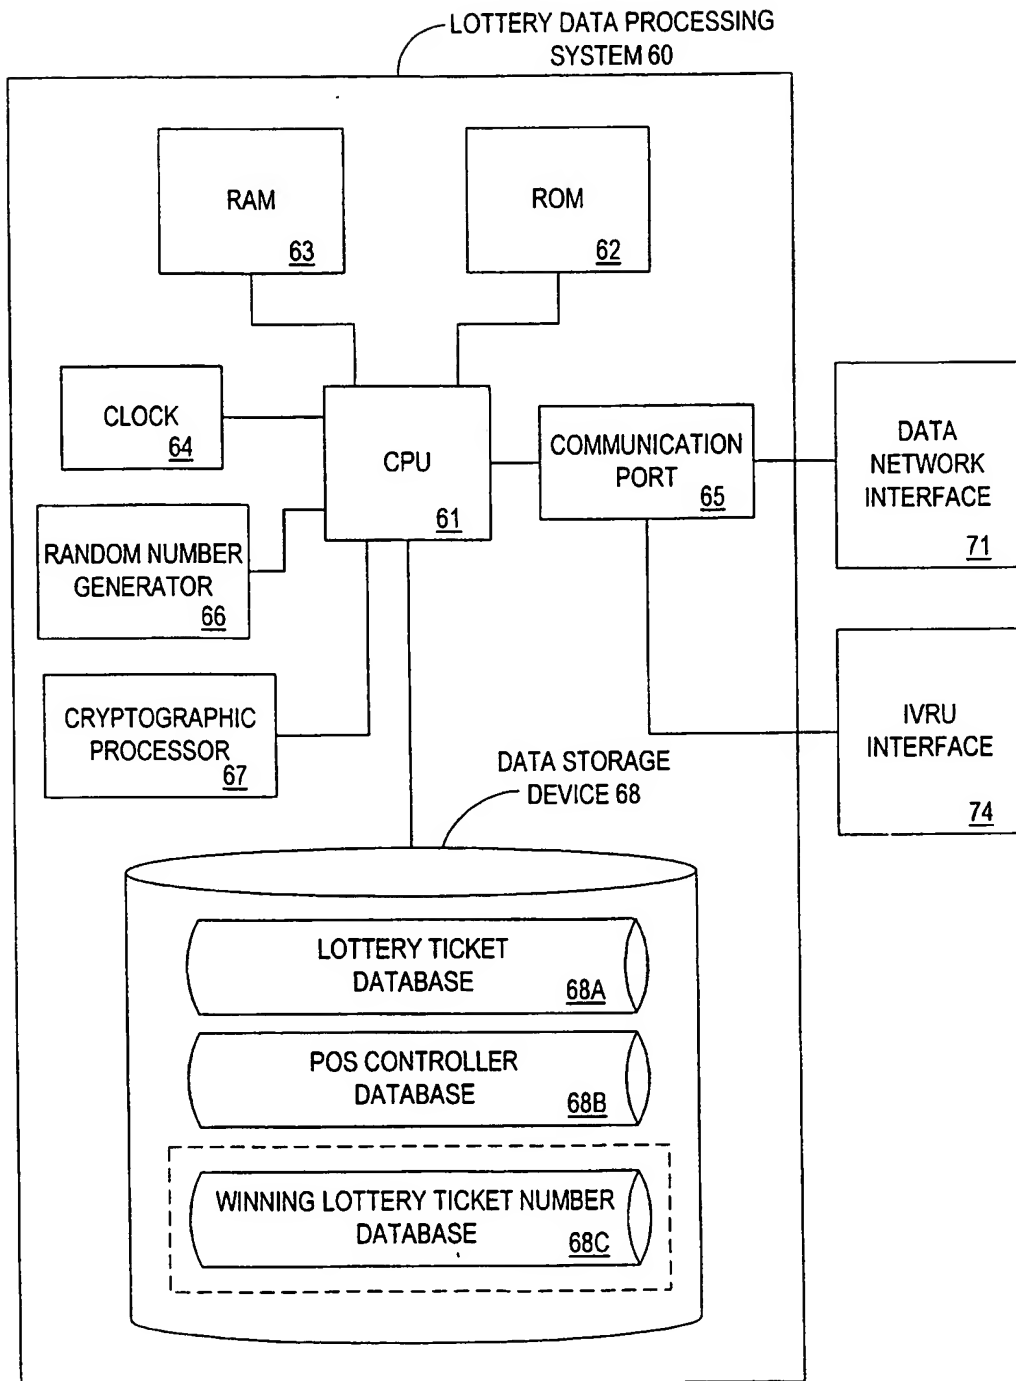 LOTTERY DATA PROCESSING
SYSTEM 60
RAM
63
ROM
62
CLOCK
64
CPU
61
COMMUNICATION
PORT
65
DATA
NETWORK
INTERFACE
71
RANDOM NUMBER
GENERATOR
66
CRYPTOGRAPHIC
PROCESSOR
67
IVRU
INTERFACE
74
DATA STORAGE
DEVICE 68
LOTTERY TICKET
DATABASE
68A
POS CONTROLLER
DATABASE
68B
WINNING LOTTERY TICKET NUMBER
DATABASE
68C